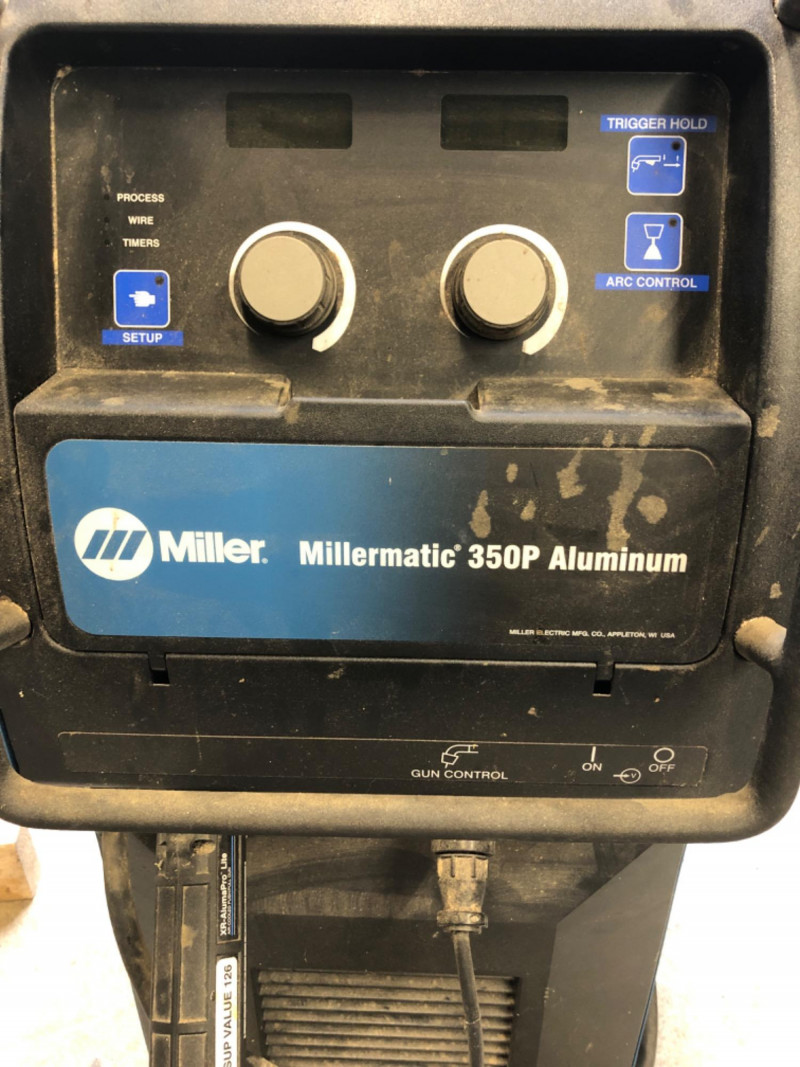 TRIGGER HOLD
PROCESS
WIRE
TIMERS
SETUP
ARC CONTROL
Miller®
Millermatic® 350P Aluminum
MILLER ELECTRIC MFG. CO., APPLETON, WI USA
GUN CONTROL
ON
V
OFF
XR-AlumaPro™ Lite
SUP VALUE 126